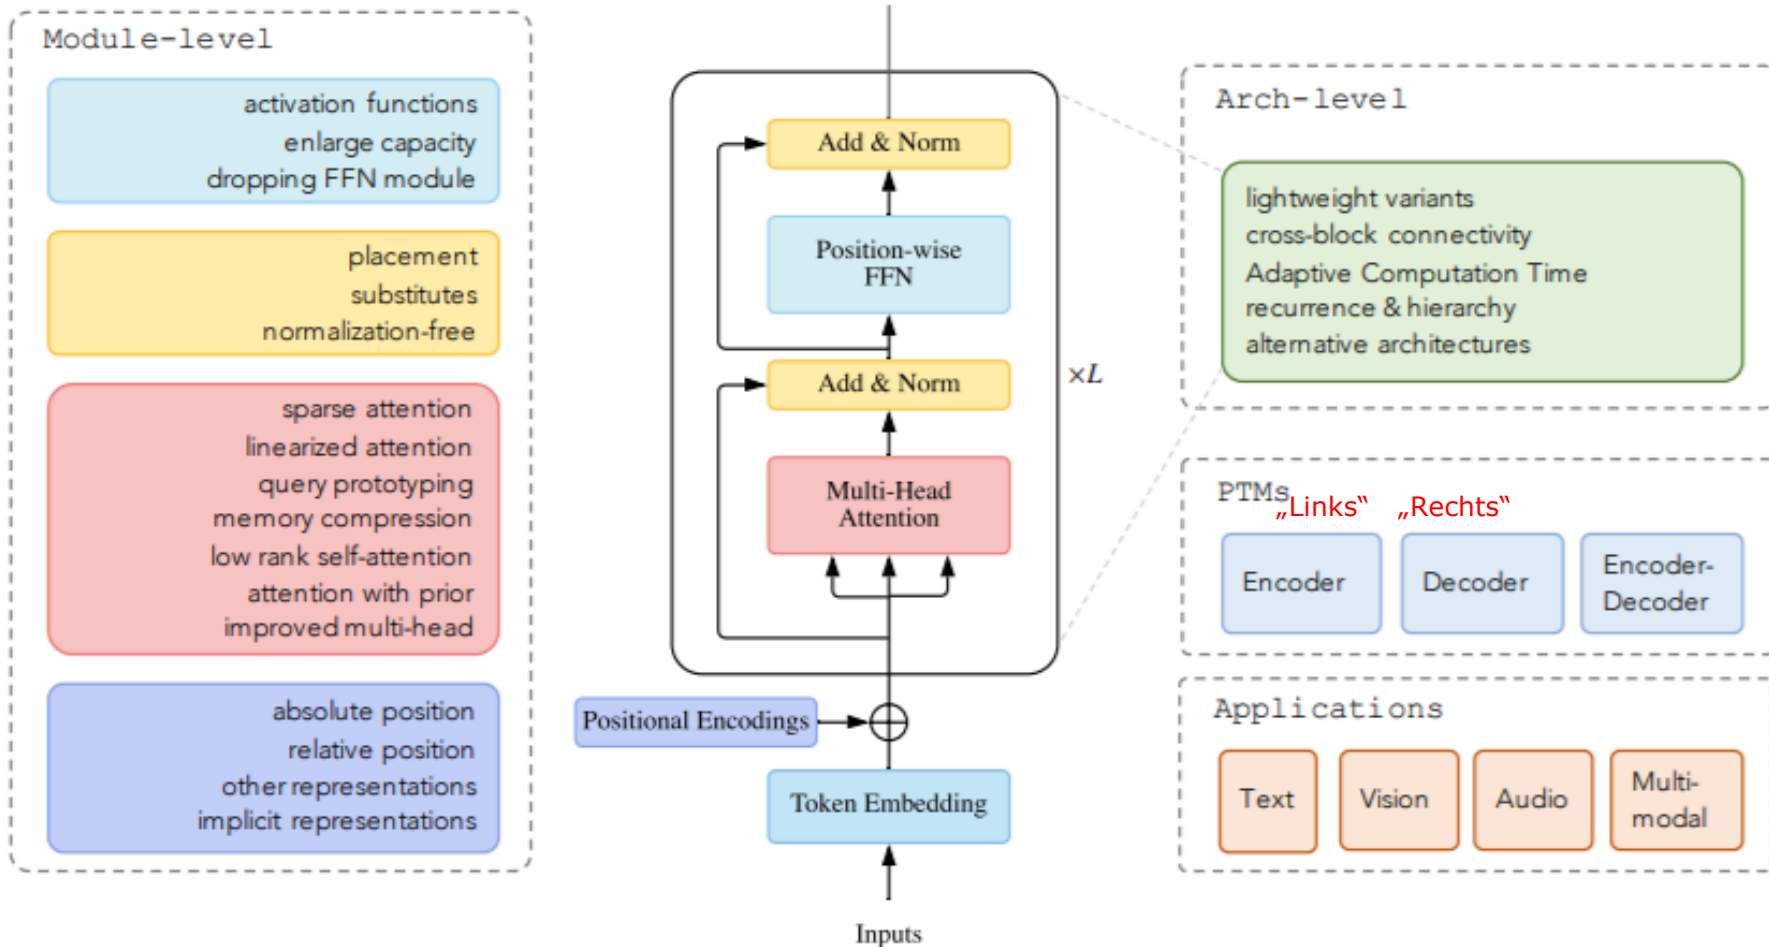 Module-level
activation functions
enlarge capacity
dropping FFN module
placement
substitutes
normalization-free
sparse attention
linearized attention
query prototyping
memory compression
low rank self-attention
attention with prior
improved multi-head
absolute position
relative position
other representations
implicit representations
Add & Norm
Position-wise
FFN
Add & Norm
×L
Multi-Head
Attention
Positional Encodings
Token Embedding
Inputs
Arch-level
lightweight variants
cross-block connectivity
Adaptive Computation Time
recurrence & hierarchy
alternative architectures
PTMs
„Links“ „Rechts“
Encoder
Decoder
Encoder-
Decoder
Applications
Text
Vision
Audio
Multi-
modal